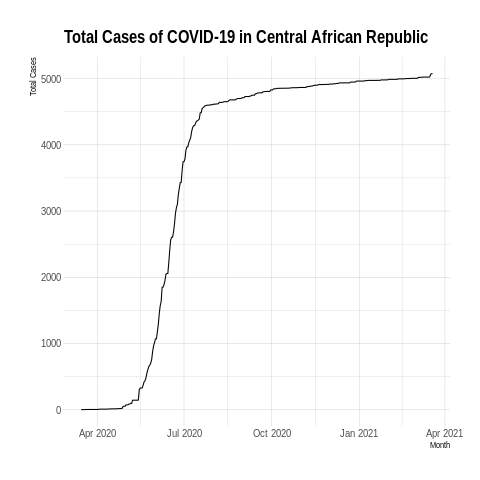 Total Cases of COVID-19 in Central African Republic
Total Cases
5000
4000
3000
2000
1000
0
Apr 2020 Jul 2020 Oct 2020 Jan 2021 Apr 2021
Month